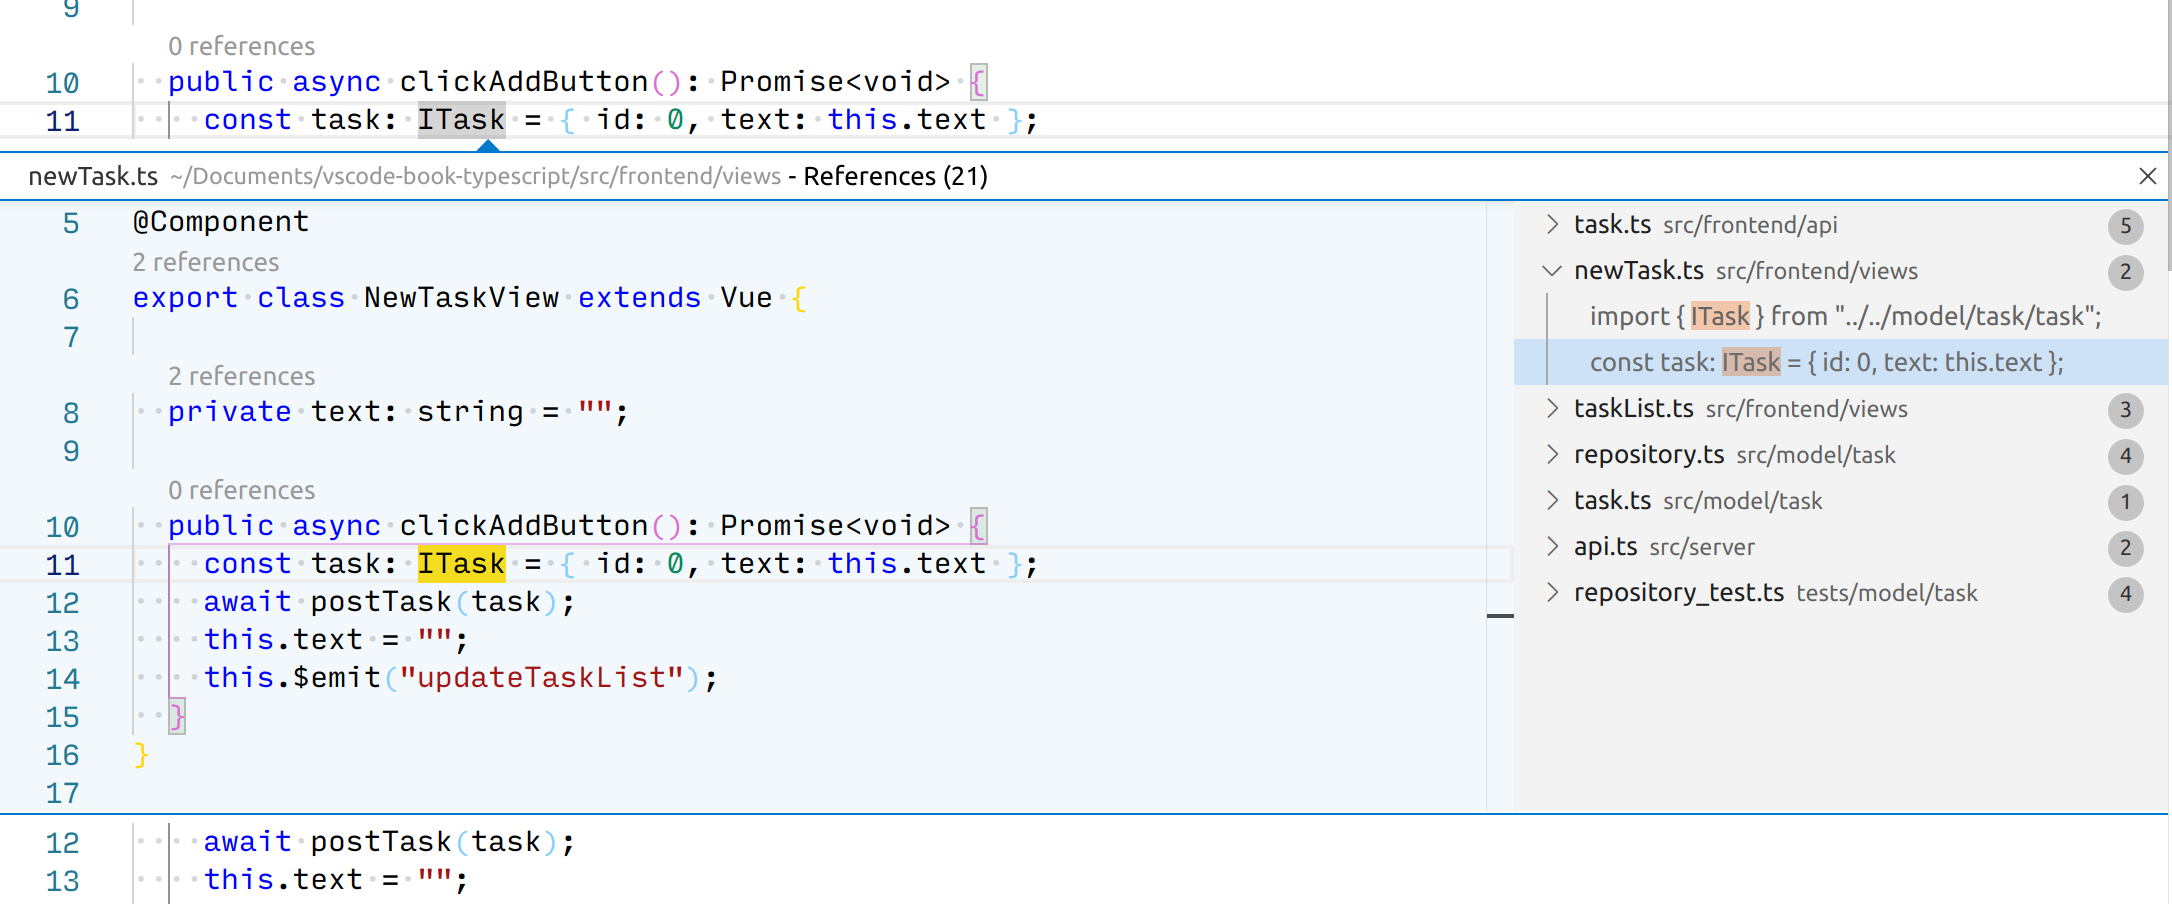 9
0 references
10 public async clickAddButton(): Promise<void> {
11 const task: ITask = { id: 0, text: this.text };
newTask.ts ~/Documents/vscode-book-typescript/src/frontend/views - References (21)
5 @Component
2 references
6 export class NewTaskView extends Vue {
7
2 references
8 private text: string = "";
9
0 references
10 public async clickAddButton(): Promise<void> {
11 const task: ITask = { id: 0, text: this.text };
12 await postTask(task);
13 this.text = "";
14 this.$emit("updateTaskList");
15 }
16 }
17
task.ts src/frontend/api 5
newTask.ts src/frontend/views 2
import { ITask } from "../../model/task/task";
const task: ITask = { id: 0, text: this.text };
taskList.ts src/frontend/views 3
repository.ts src/model/task 4
task.ts src/model/task 1
api.ts src/server 2
repository_test.ts tests/model/task 4
12 await postTask(task);
13 this.text = "";